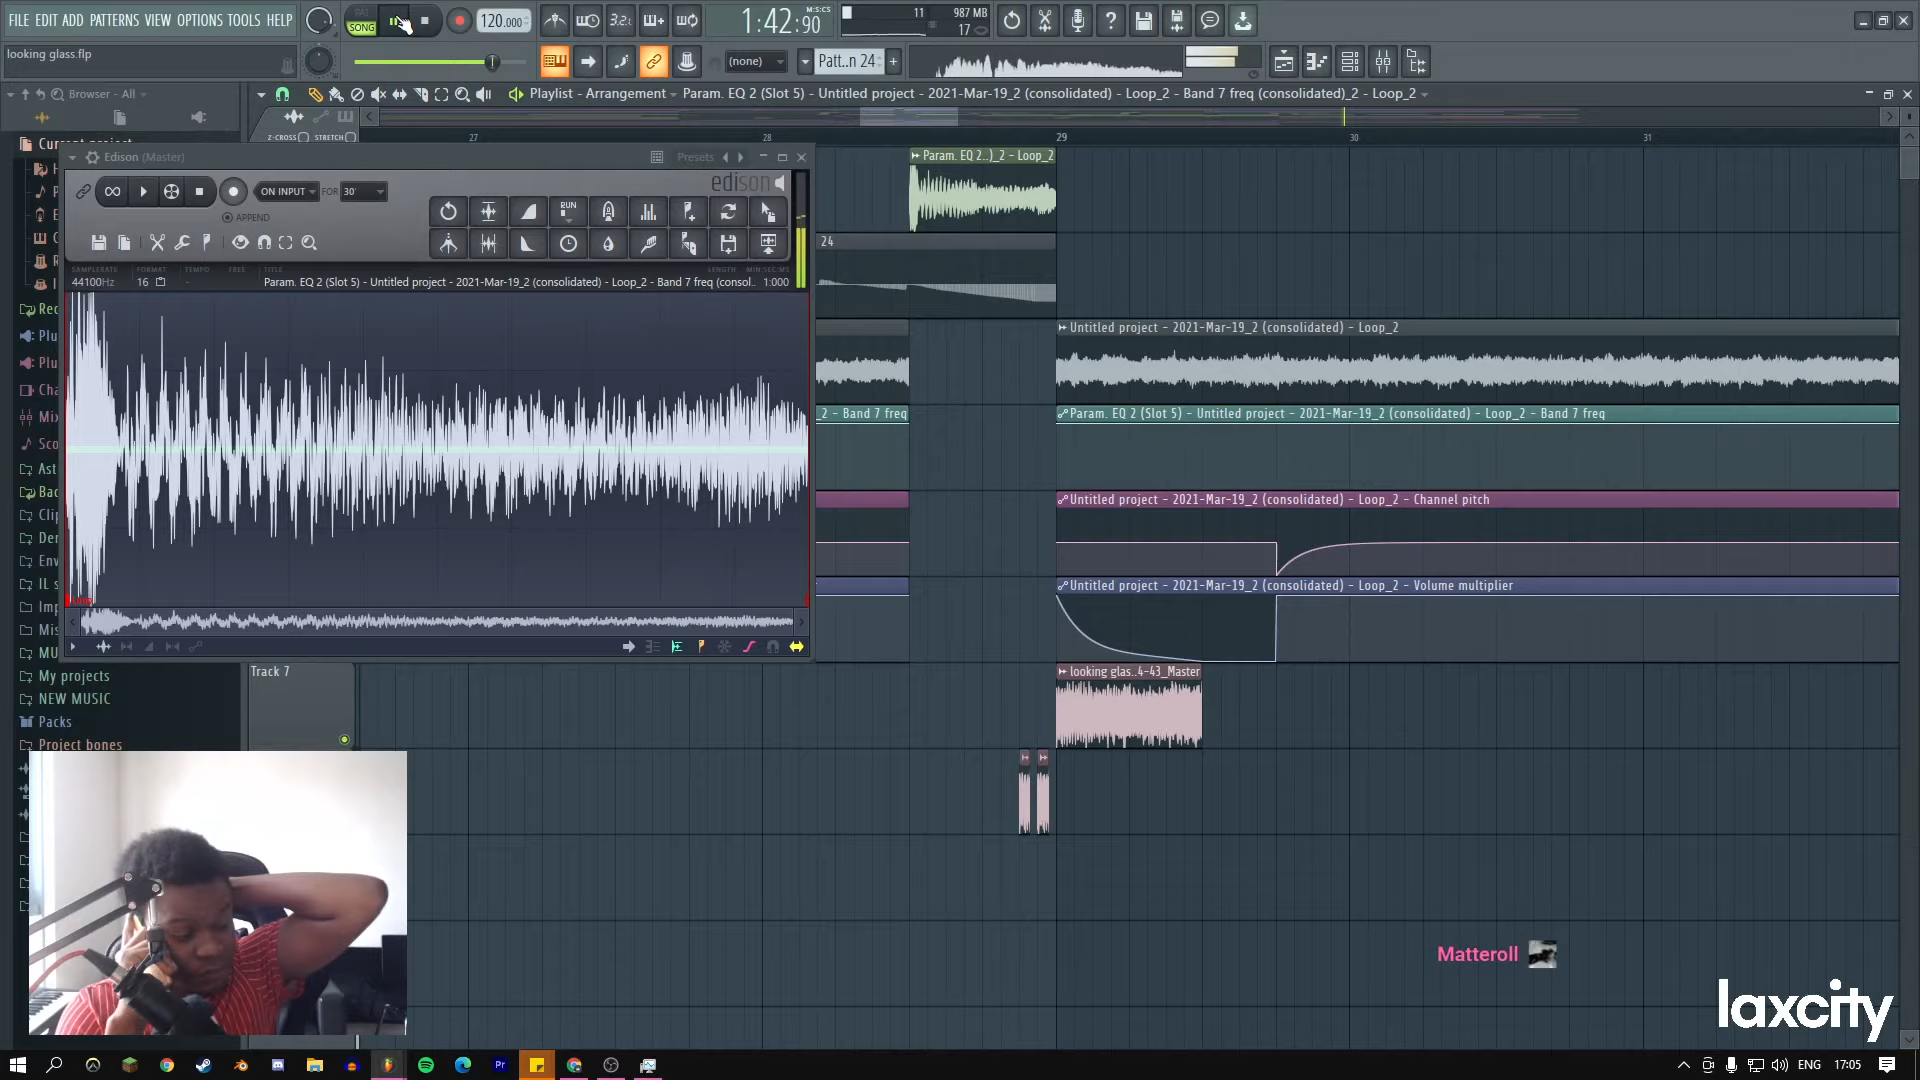 FILE EDIT ADD PATTERNS VIEW OPTIONS TOOLS HELP
SONG
120.000
3.2..
1:42:90
M:S:CS
11
987 MB
17
looking glass.flp
(none)
Patt..n 24
Browser - All
Playlist - Arrangement
Param. EQ 2 (Slot 5) - Untitled project - 2021-Mar-19_2 (consolidated) - Loop_2 - Band 7 freq (consolidated)_2 - Loop_2
Z-CROSS STRETCH
27
28
29
30
31
Edison (Master)
Presets
Param. EQ 2..)_2 - Loop_2
edison
ON INPUT
FOR
30'
APPEND
RUN
24
SAMPLERATE
FORMAT
TEMPO
FREE
TITLE
LENGTH
MIN:SEC:MS
44100Hz
16
Param. EQ 2 (Slot 5) - Untitled project - 2021-Mar-19_2 (consolidated) - Loop_2 - Band 7 freq (consol..
1:000
Untitled project - 2021-Mar-19_2 (consolidated) - Loop_2
_2 - Band 7 freq
Param. EQ 2 (Slot 5) - Untitled project - 2021-Mar-19_2 (consolidated) - Loop_2 - Band 7 freq
Untitled project - 2021-Mar-19_2 (consolidated) - Loop_2 - Channel pitch
Untitled project - 2021-Mar-19_2 (consolidated) - Loop_2 - Volume multiplier
Rec
Plu
Plu
Cha
Mix
Sco
Ast
Bac
Clip
Der
Env
IL s
Imp
Mis
MU
My projects
NEW MUSIC
Packs
Project bones
Track 7
looking glas..4-43_Master
Matteroll
laxcity
ENG
17:05